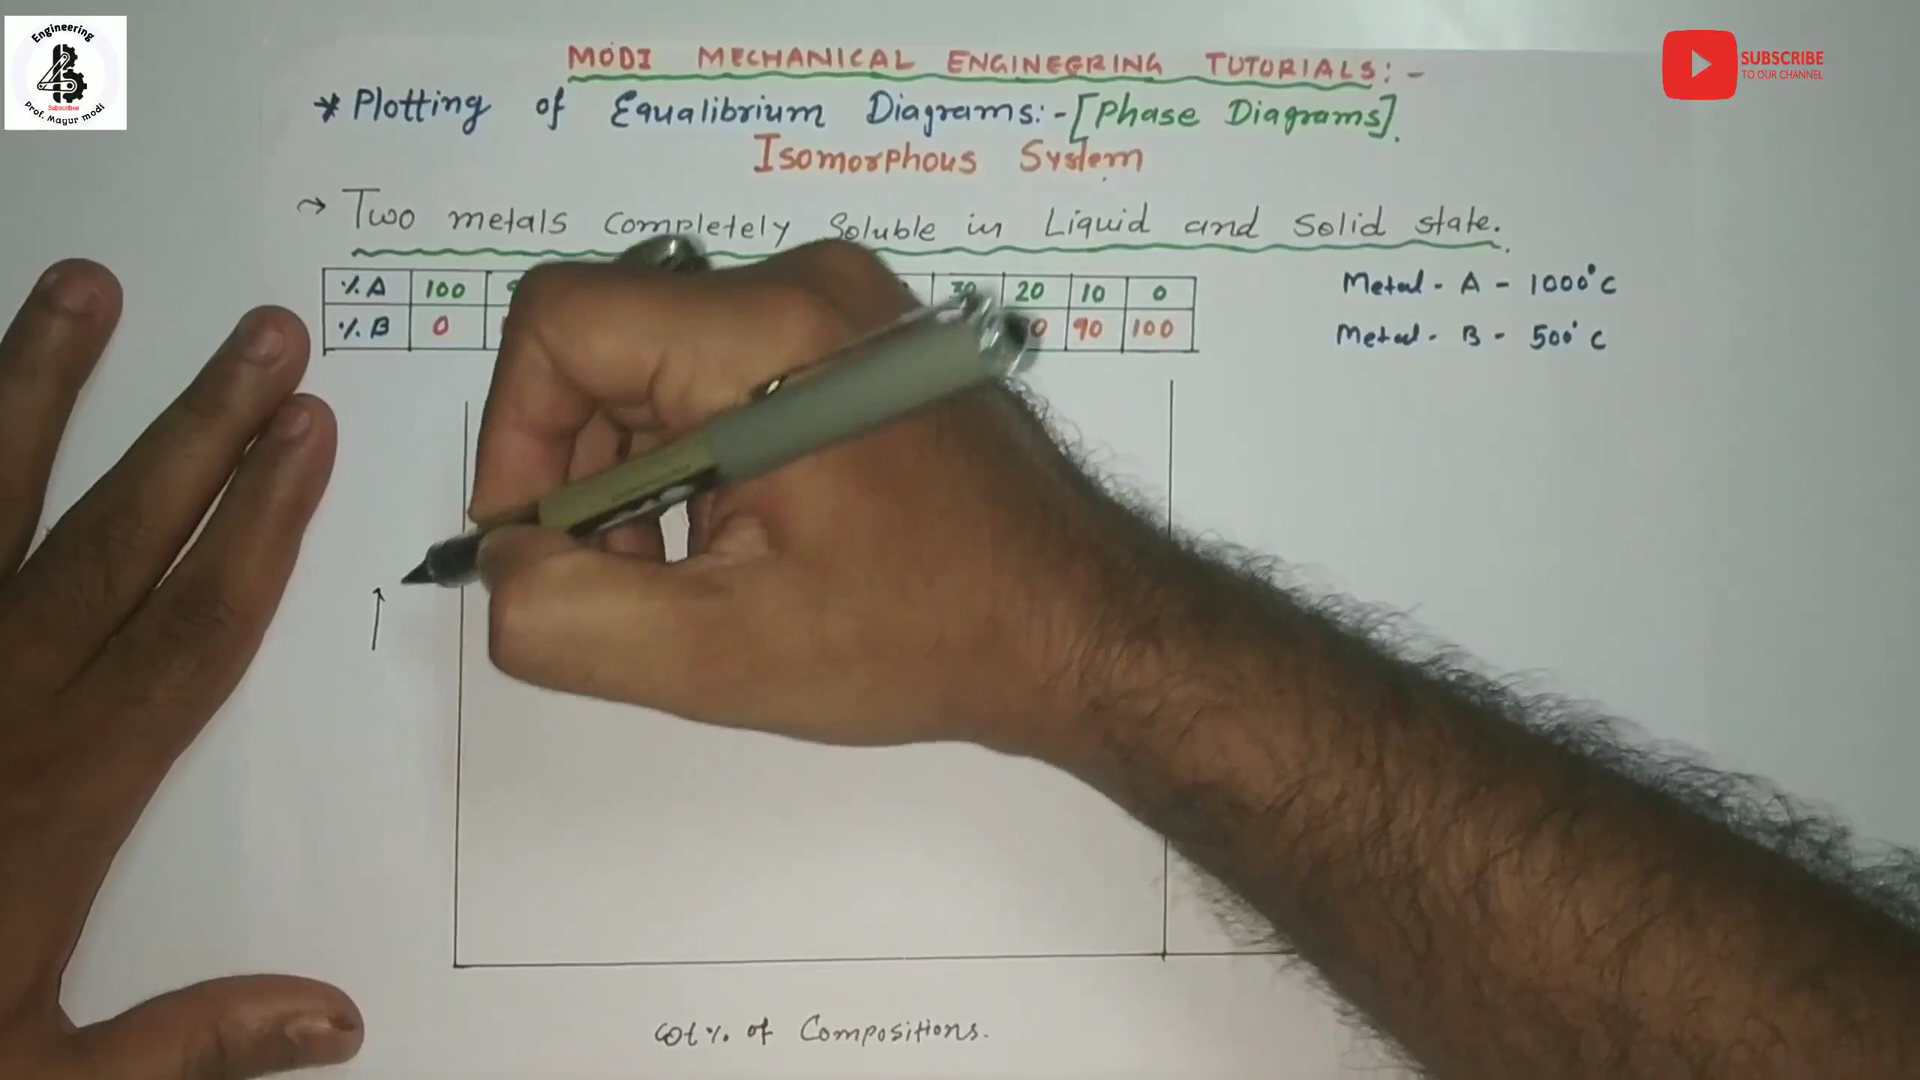 Engineering
Subscribe
Prof. Mayur modi
SUBSCRIBE
TO OUR CHANNEL
MODI MECHANICAL ENGINEERING TUTORIALS:-
* Plotting of Equalibrium Diagrams:- [Phase Diagrams].
Isomorphous System
→ Two metals completely Soluble in Liquid and Solid state.
% A 100 30 20 10 0
% B 0 90 100
Metal - A - 1000°C
Metal - B - 500°C
wt% of Compositions.